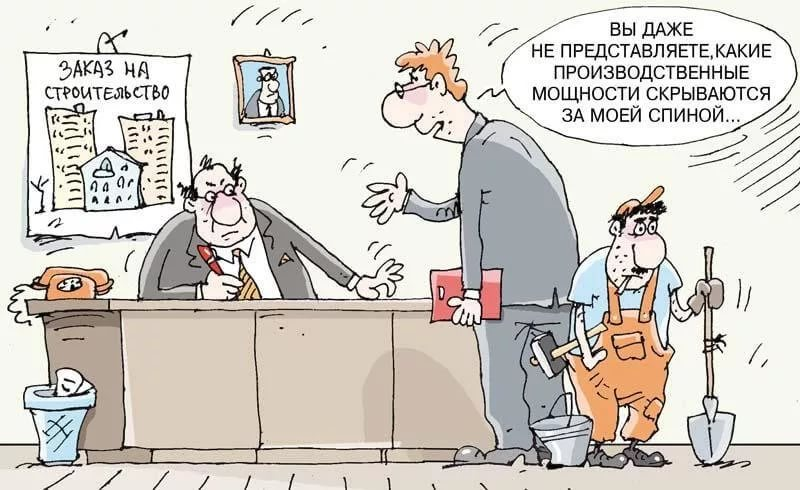 ЗАКАЗ НА
СТРОИТЕЛЬСТВО
ВЫ ДАЖЕ
НЕ ПРЕДСТАВЛЯЕТЕ,КАКИЕ
ПРОИЗВОДСТВЕННЫЕ
МОЩНОСТИ СКРЫВАЮТСЯ
ЗА МОЕЙ СПИНОЙ...